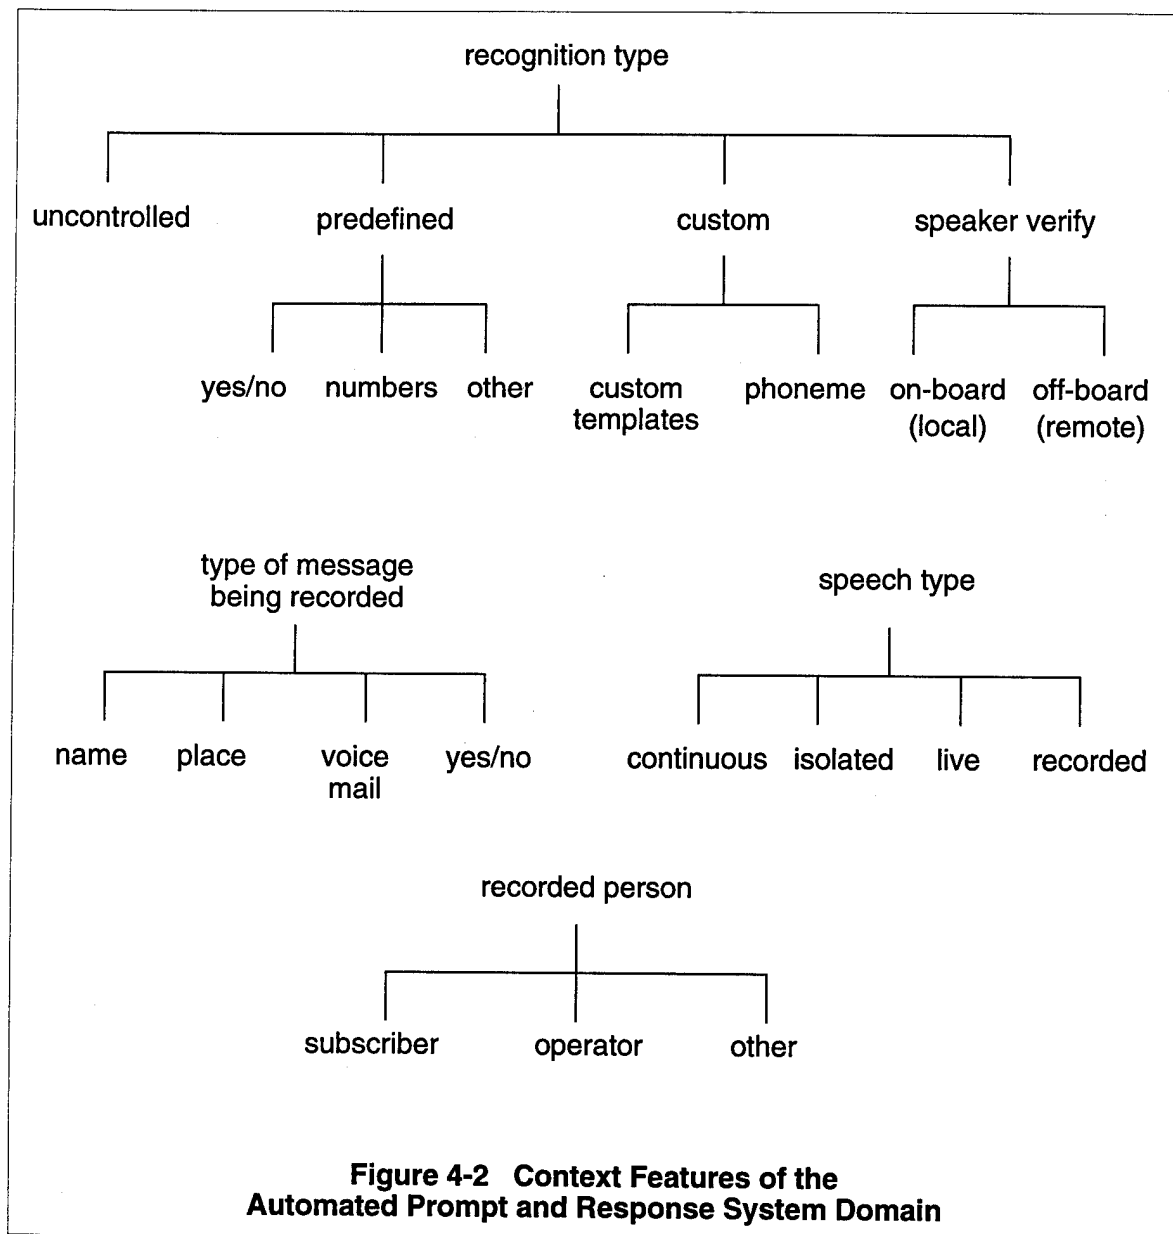 recognition type
uncontrolled predefined custom speaker verify
yes/no numbers other custom phoneme on-board off-board
templates (local) (remote)
type of message
being recorded
speech type
name place voice yes/no continuous isolated live recorded
mail
recorded person
subscriber operator other
Figure 4-2 Context Features of the
Automated Prompt and Response System Domain